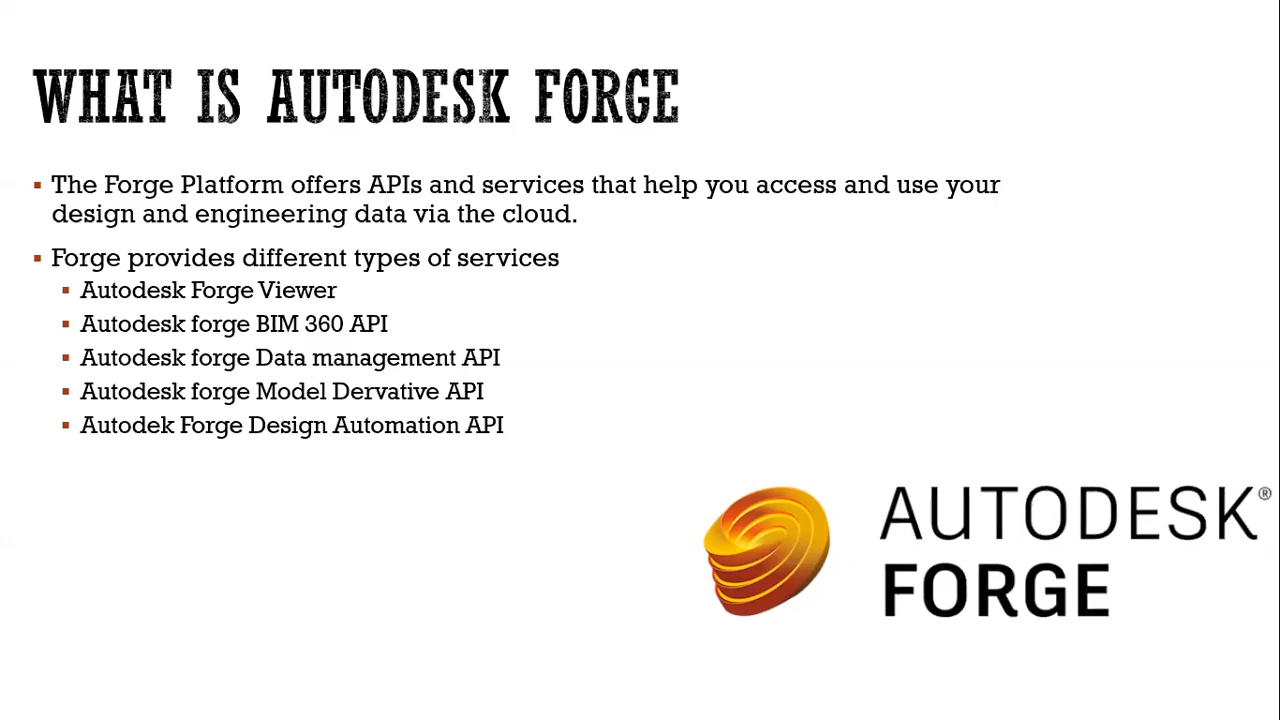 WHAT IS AUTODESK FORGE
▪ The Forge Platform offers APIs and services that help you access and use your
design and engineering data via the cloud.
▪ Forge provides different types of services
▪ Autodesk Forge Viewer
▪ Autodesk forge BIM 360 API
▪ Autodesk forge Data management API
▪ Autodesk forge Model Dervative API
▪ Autodek Forge Design Automation API
AUTODESK®
FORGE